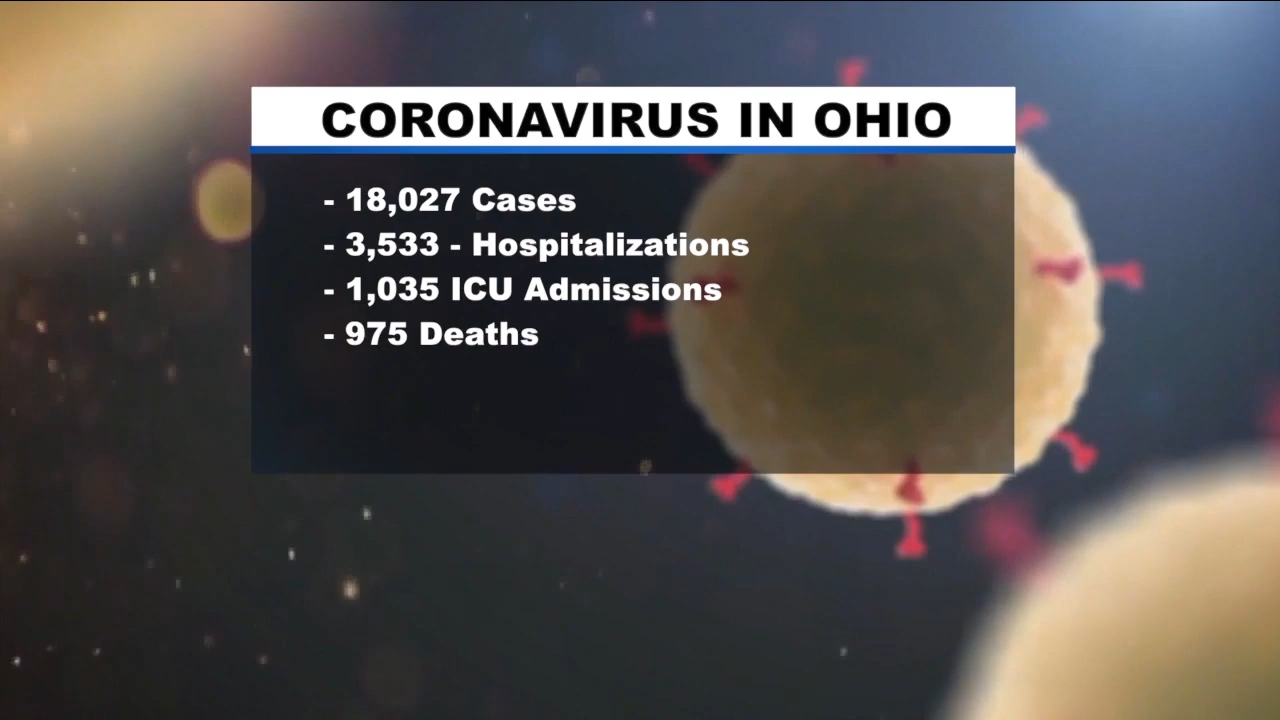 CORONAVIRUS IN OHIO
- 18,027 Cases
- 3,533 - Hospitalizations
- 1,035 ICU Admissions
- 975 Deaths